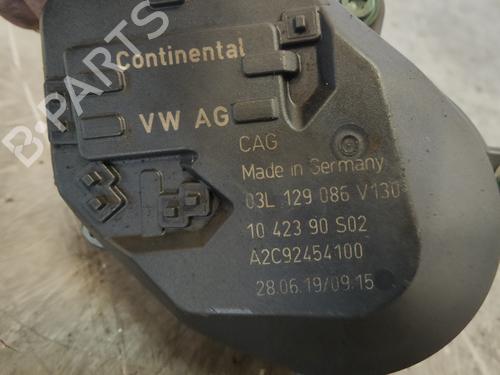 Continental
VW AG
CAG
Made in Germany
03L 129 086 V130
10 423 90 S02
A2C92454100
28.06.19/09:15
B-PARTS